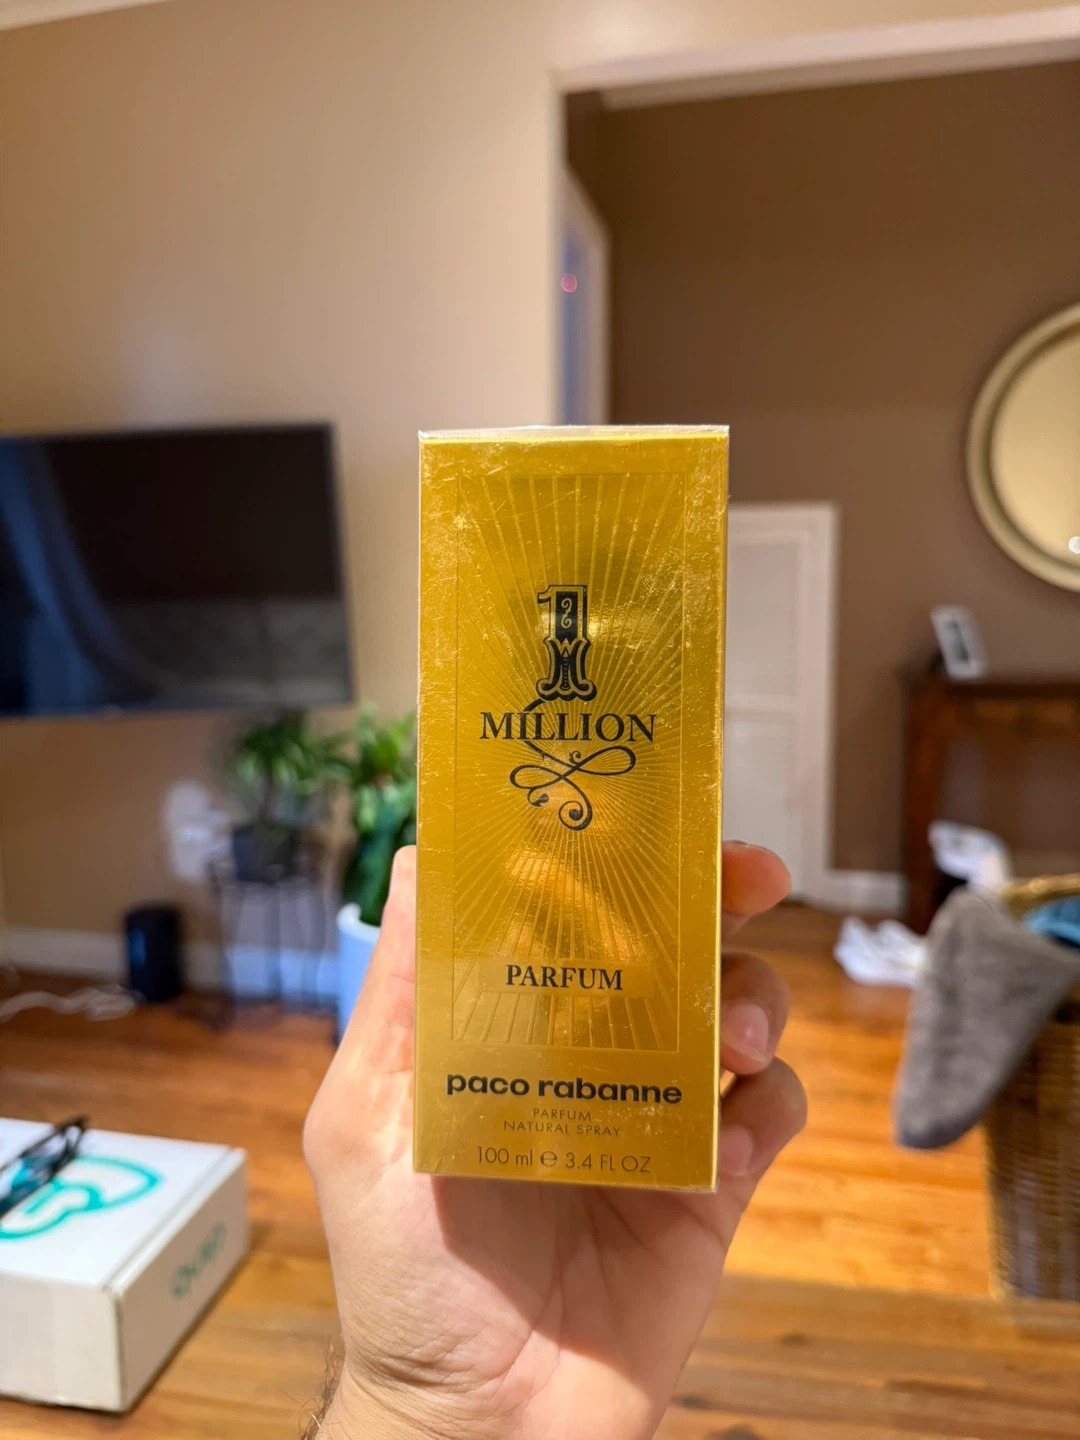 1
MILLION
PARFUM
paco rabanne
PARFUM
NATURAL SPRAY
100 ml ℮ 3.4 FL OZ